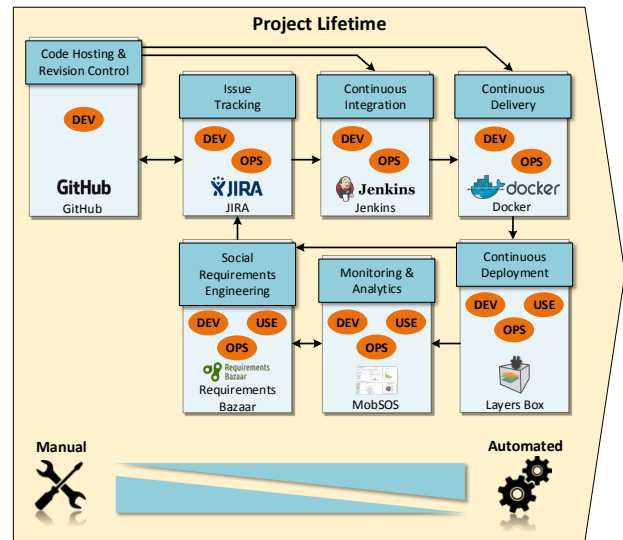 Project Lifetime
Code Hosting &
Revision Control
DEV
GitHub
GitHub
Issue
Tracking
DEV
OPS
JIRA
JIRA
Continuous
Integration
DEV
OPS
Jenkins
Jenkins
Continuous
Delivery
DEV
OPS
docker
Docker
Social
Requirements
Engineering
DEV
USE
OPS
Requirements
Bazaar
Requirements
Bazaar
Monitoring &
Analytics
DEV
USE
OPS
MobSOS
Continuous
Deployment
DEV
USE
OPS
Layers Box
Manual
Automated